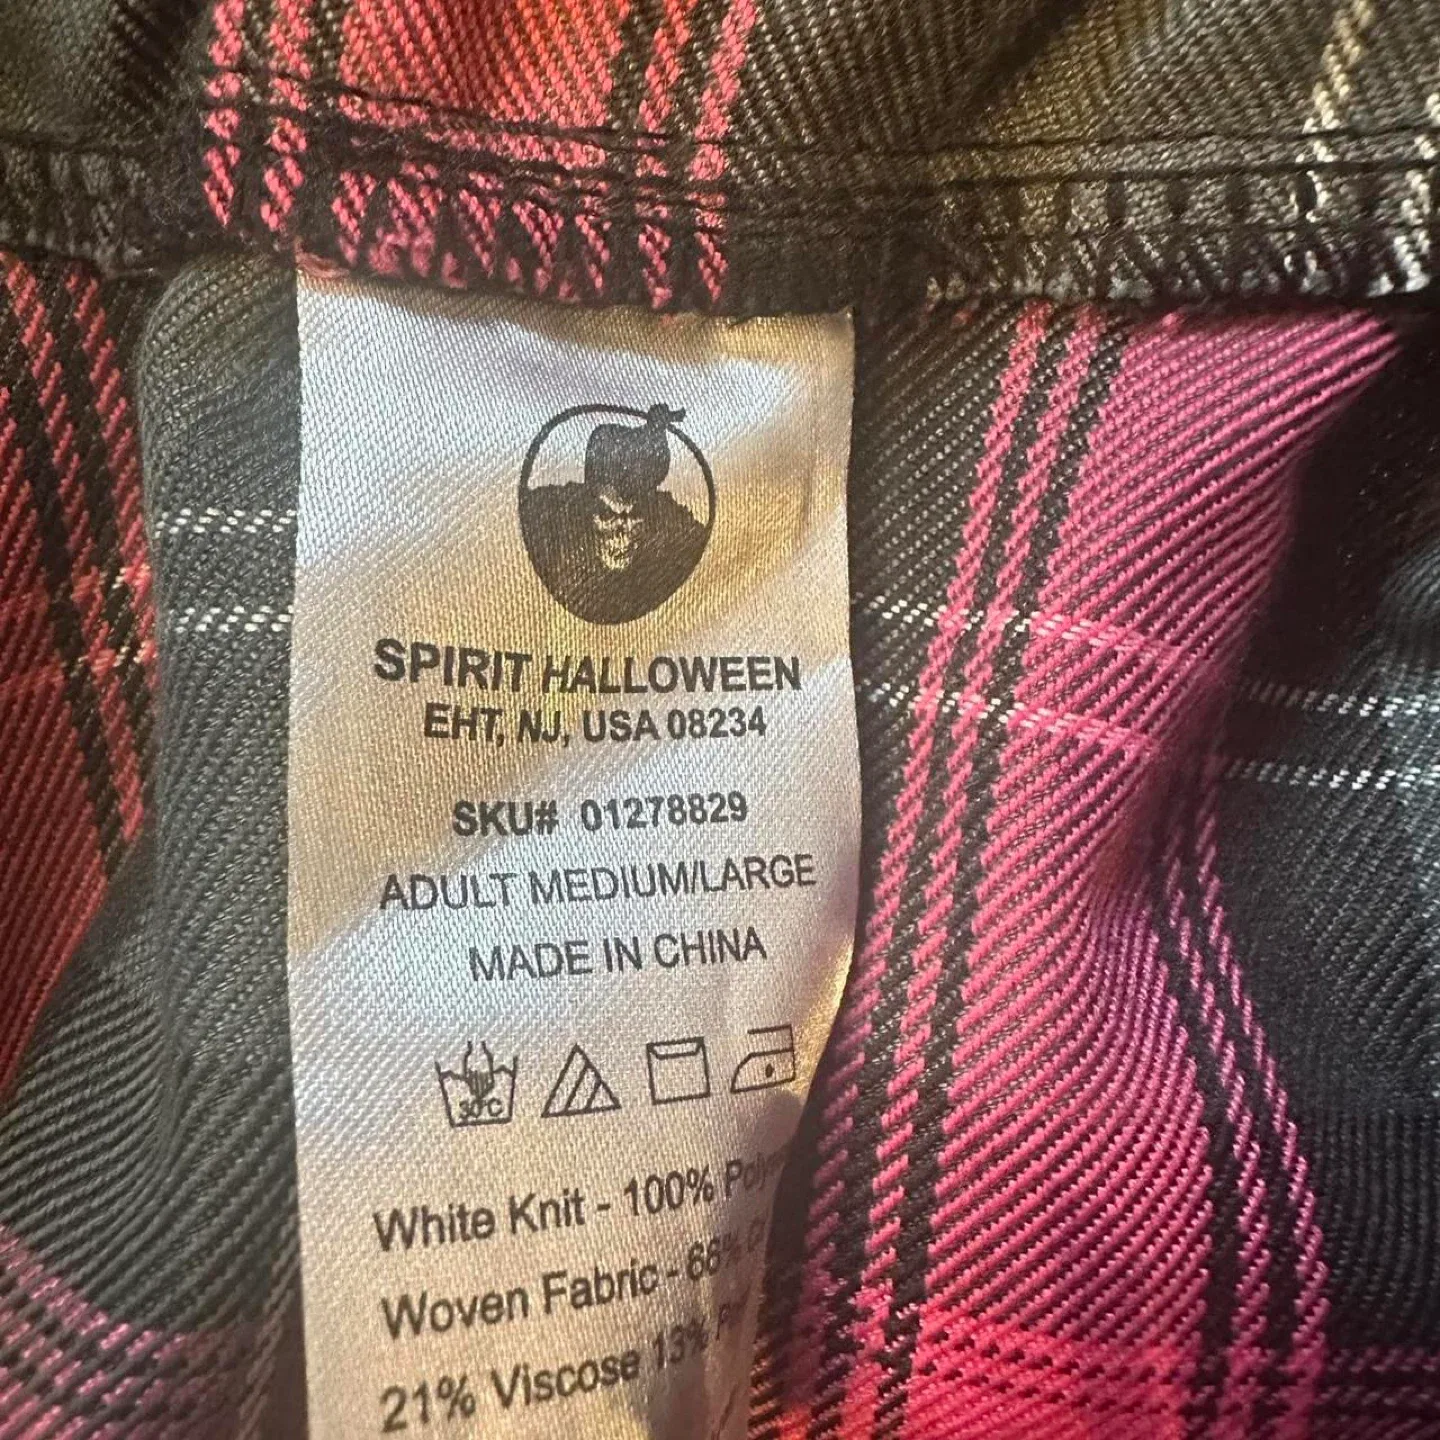 SPIRIT HALLOWEEN
EHT, NJ, USA 08234
SKU# 01278829
ADULT MEDIUM/LARGE
MADE IN CHINA
30°C
White Knit - 100%
Woven Fabric - 66%
21% Viscose 13%